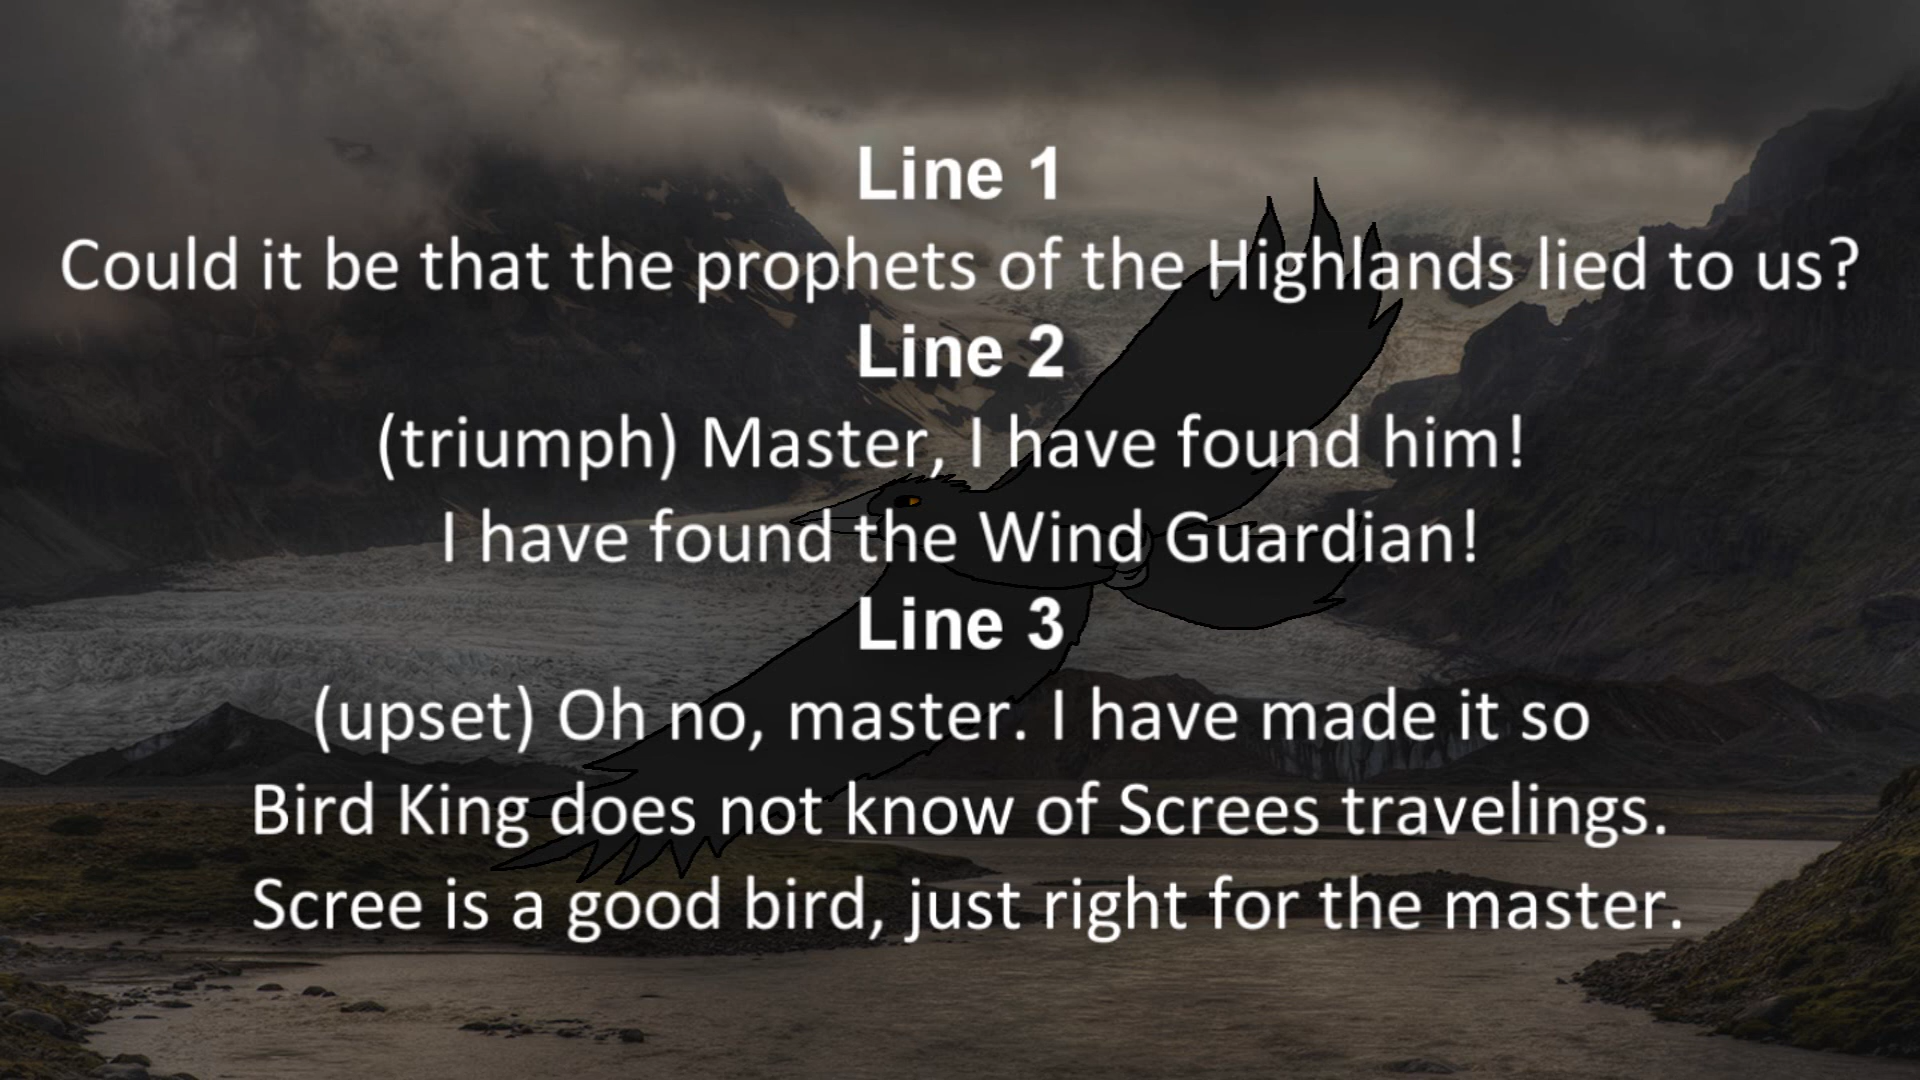 Line 1
Could it be that the prophets of the Highlands lied to us?
Line 2
(triumph) Master, I have found him!
I have found the Wind Guardian!
Line 3
(upset) Oh no, master. I have made it so
Bird King does not know of Screes travelings.
Scree is a good bird, just right for the master.